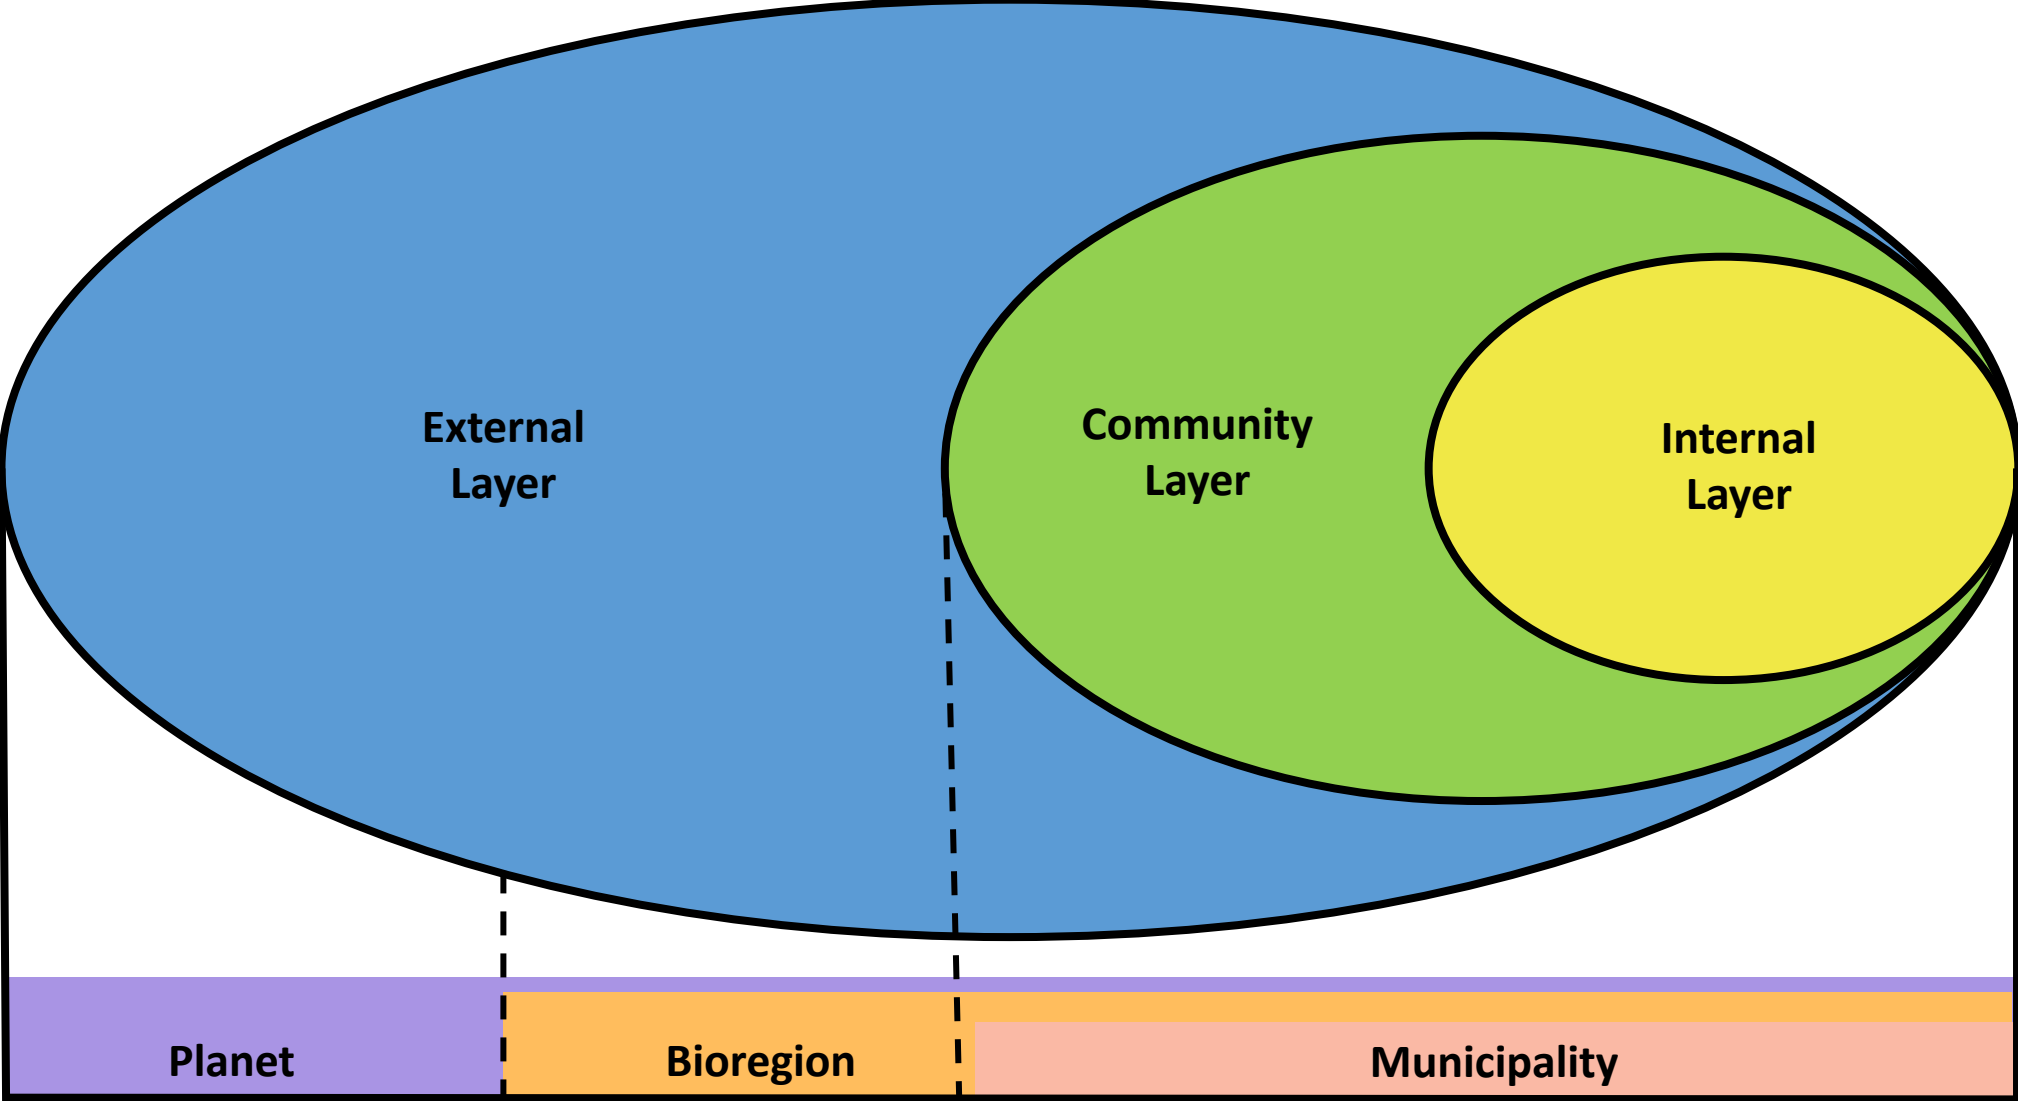 External
Layer
Community
Layer
Internal
Layer
Planet
Bioregion
Municipality